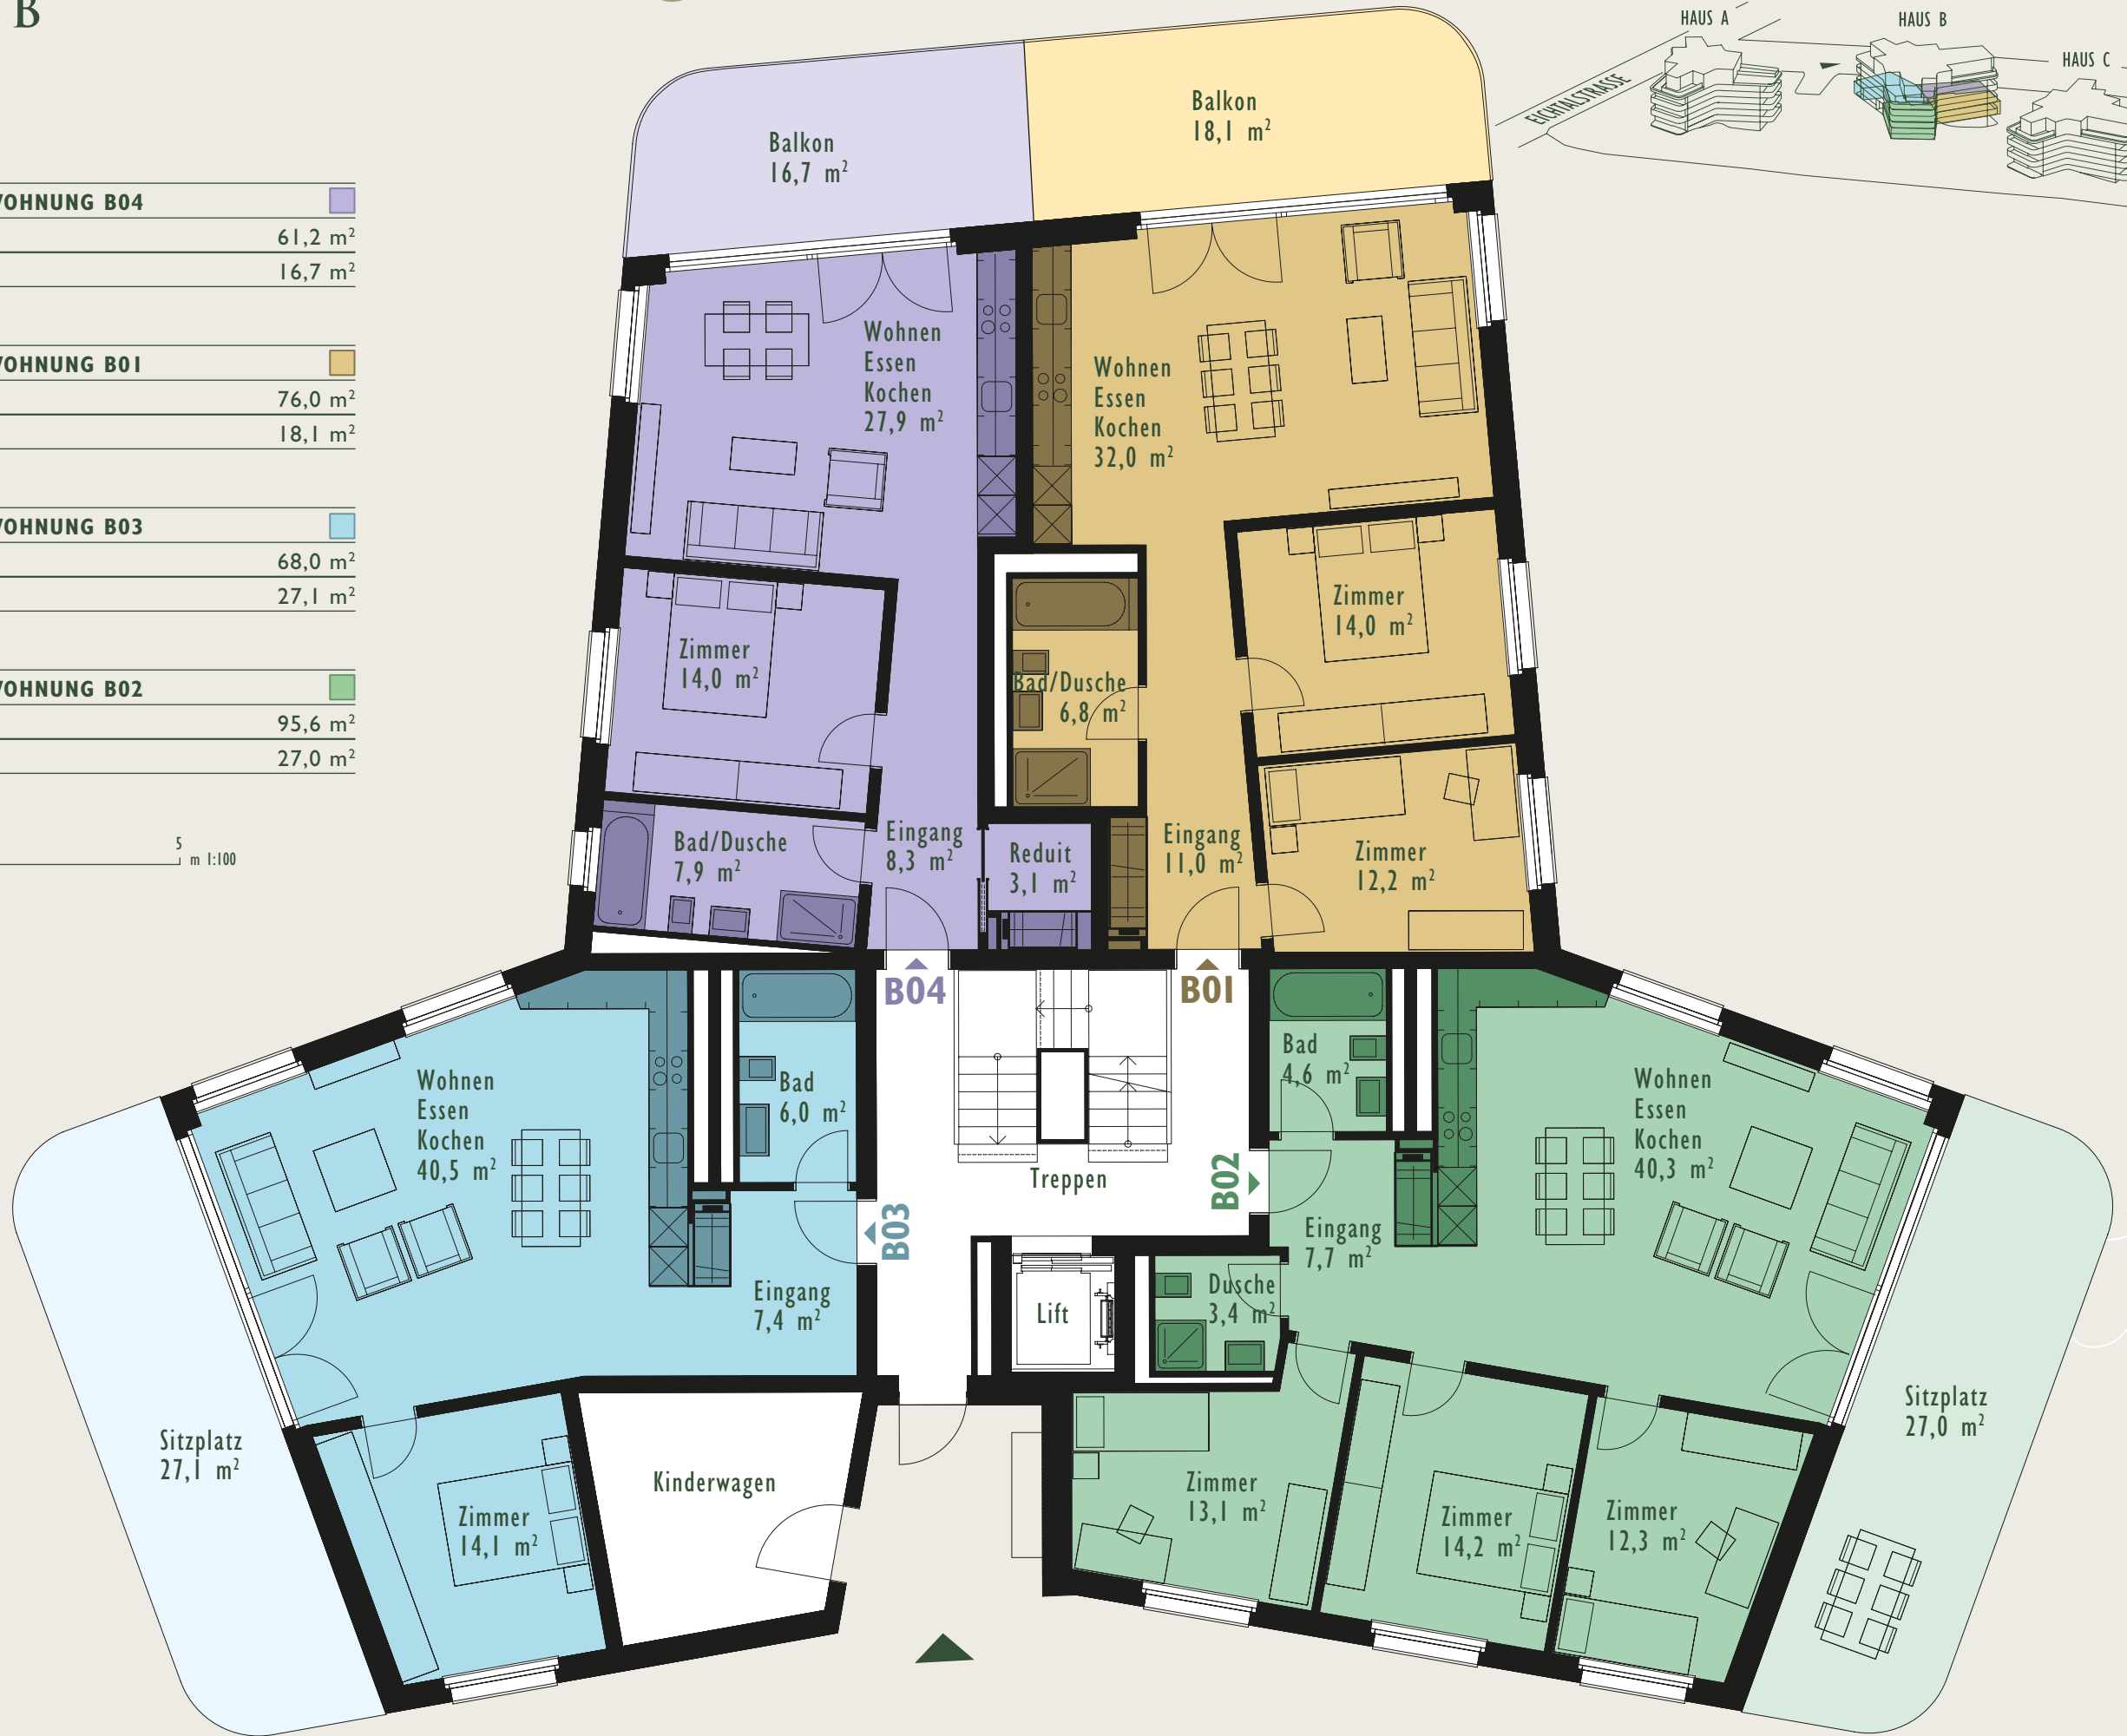 B
HAUS A
HAUS B
HAUS C
EICHTALSTRASSE
OHNUNG B04
61,2 m²
16,7 m²
OHNUNG B01
76,0 m²
18,1 m²
OHNUNG B03
68,0 m²
27,1 m²
OHNUNG B02
95,6 m²
27,0 m²
5
m 1:100
Balkon
16,7 m²
Balkon
18,1 m²
Wohnen
Essen
Kochen
27,9 m²
Wohnen
Essen
Kochen
32,0 m²
Zimmer
14,0 m²
Zimmer
14,0 m²
Bad/Dusche
6,8 m²
Bad/Dusche
7,9 m²
Eingang
8,3 m²
Reduit
3,1 m²
Eingang
11,0 m²
Zimmer
12,2 m²
B04
B01
Wohnen
Essen
Kochen
40,5 m²
Bad
6,0 m²
Bad
4,6 m²
Wohnen
Essen
Kochen
40,3 m²
Treppen
B02
B03
Eingang
7,4 m²
Lift
Dusche
3,4 m²
Eingang
7,7 m²
Sitzplatz
27,1 m²
Sitzplatz
27,0 m²
Zimmer
14,1 m²
Kinderwagen
Zimmer
13,1 m²
Zimmer
14,2 m²
Zimmer
12,3 m²